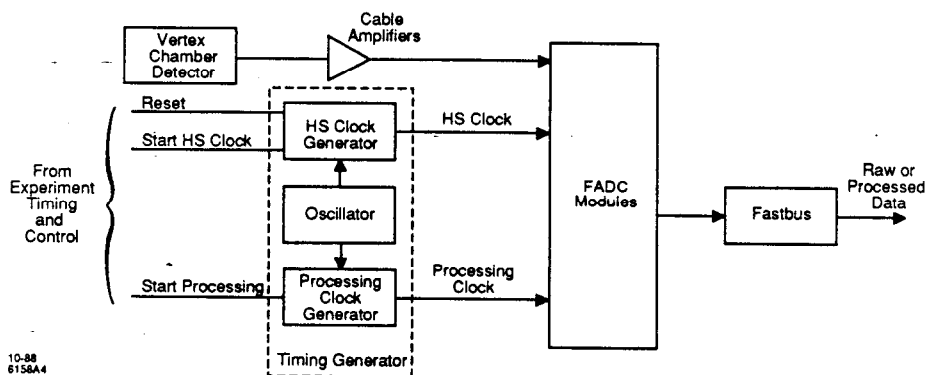 Vertex
Chamber
Detector
Cable
Amplifiers
From
Experiment
Timing
and
Control
Reset
Start HS Clock
Start Processing
HS Clock
Generator
Oscillator
Processing
Clock
Generator
Timing Generator
HS Clock
Processing
Clock
FADC
Modules
Fastbus
Raw or
Processed
Data
10-88
6158A4